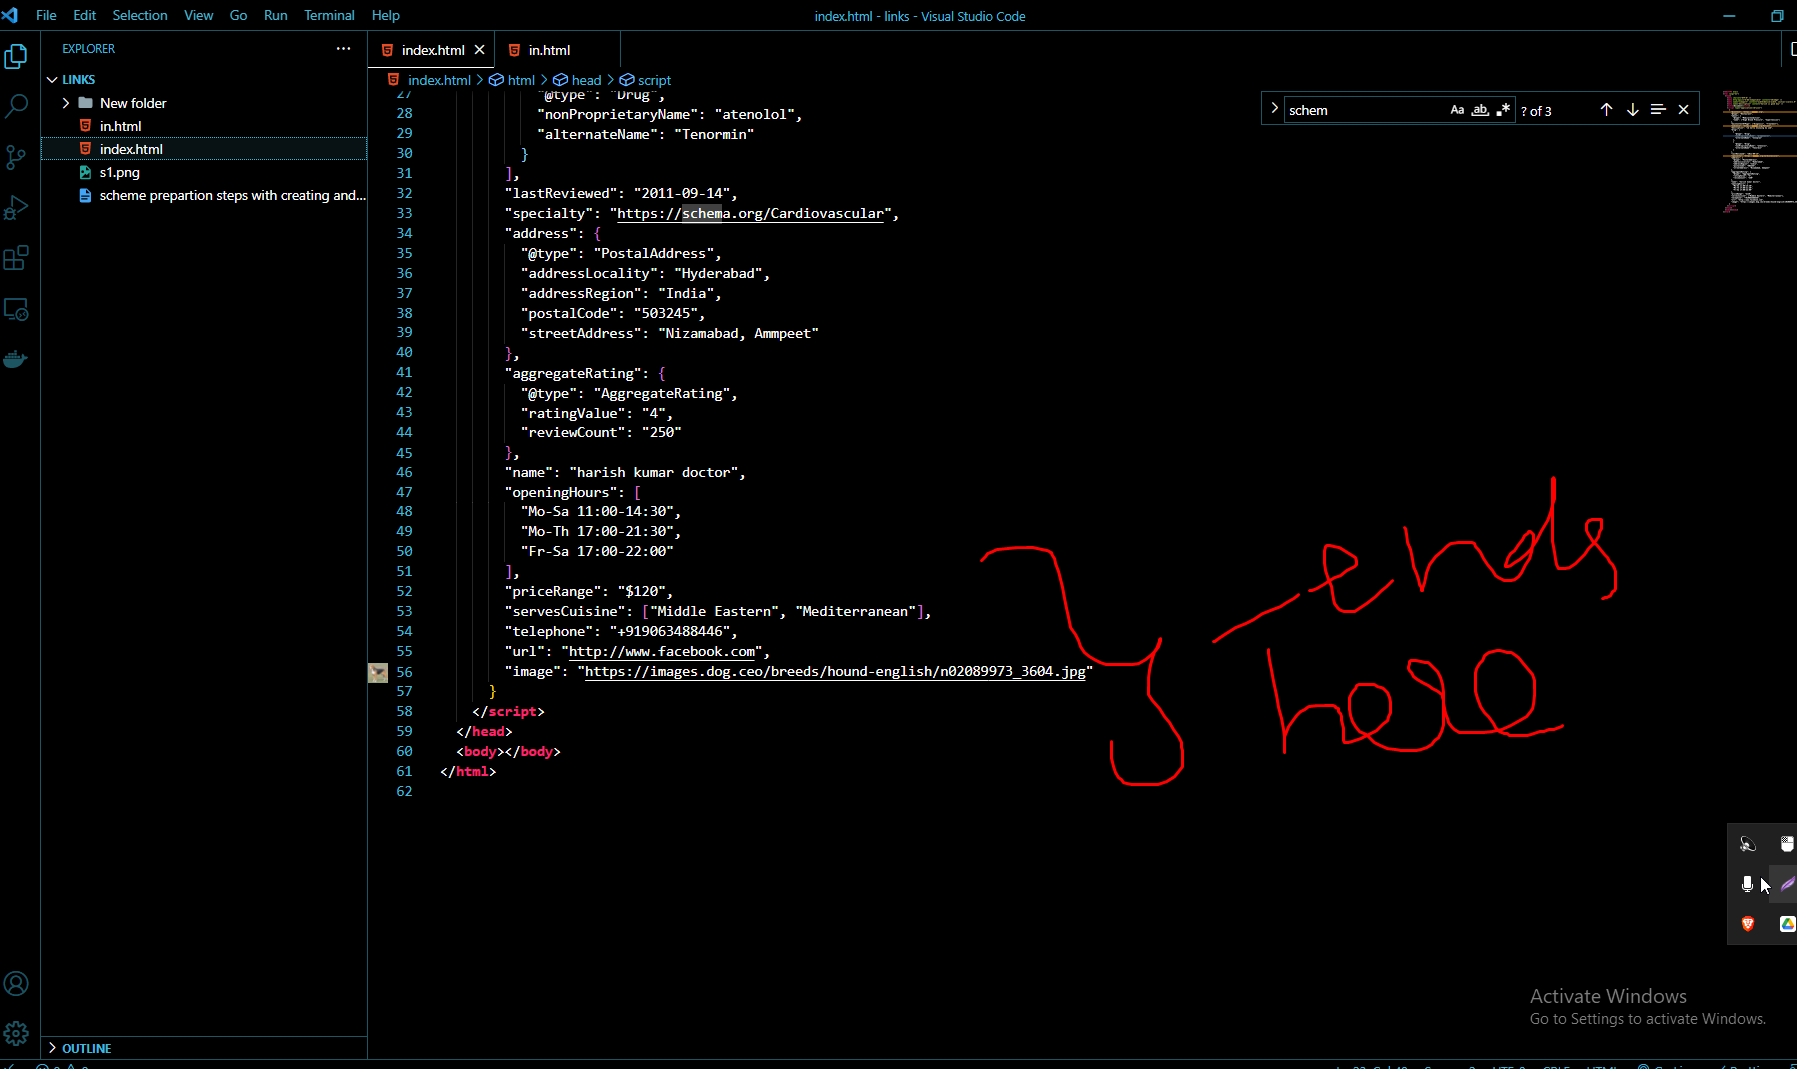 File Edit Selection View Go Run Terminal Help
index.html - links - Visual Studio Code
EXPLORER
LINKS
New folder
in.html
index.html
s1.png
scheme prepartion steps with creating and...
OUTLINE
index.html
in.html
index.html > html > head > script
schem
Aa ab .*
? of 3
27 "@type": "Drug",
28 "nonProprietaryName": "atenolol",
29 "alternateName": "Tenormin"
30 }
31 ],
32 "lastReviewed": "2011-09-14",
33 "specialty": "https://schema.org/Cardiovascular",
34 "address": {
35 "@type": "PostalAddress",
36 "addressLocality": "Hyderabad",
37 "addressRegion": "India",
38 "postalCode": "503245",
39 "streetAddress": "Nizamabad, Ammpeet"
40 },
41 "aggregateRating": {
42 "@type": "AggregateRating",
43 "ratingValue": "4",
44 "reviewCount": "250"
45 },
46 "name": "harish kumar doctor",
47 "openingHours": [
48 "Mo-Sa 11:00-14:30",
49 "Mo-Th 17:00-21:30",
50 "Fr-Sa 17:00-22:00"
51 ],
52 "priceRange": "$120",
53 "servesCuisine": ["Middle Eastern", "Mediterranean"],
54 "telephone": "+919063488446",
55 "url": "http://www.facebook.com",
56 "image": "https://images.dog.ceo/breeds/hound-english/n02089973_3604.jpg"
57 }
58 </script>
59 </head>
60 <body></body>
61 </html>
62
ends
Activate Windows
Go to Settings to activate Windows.